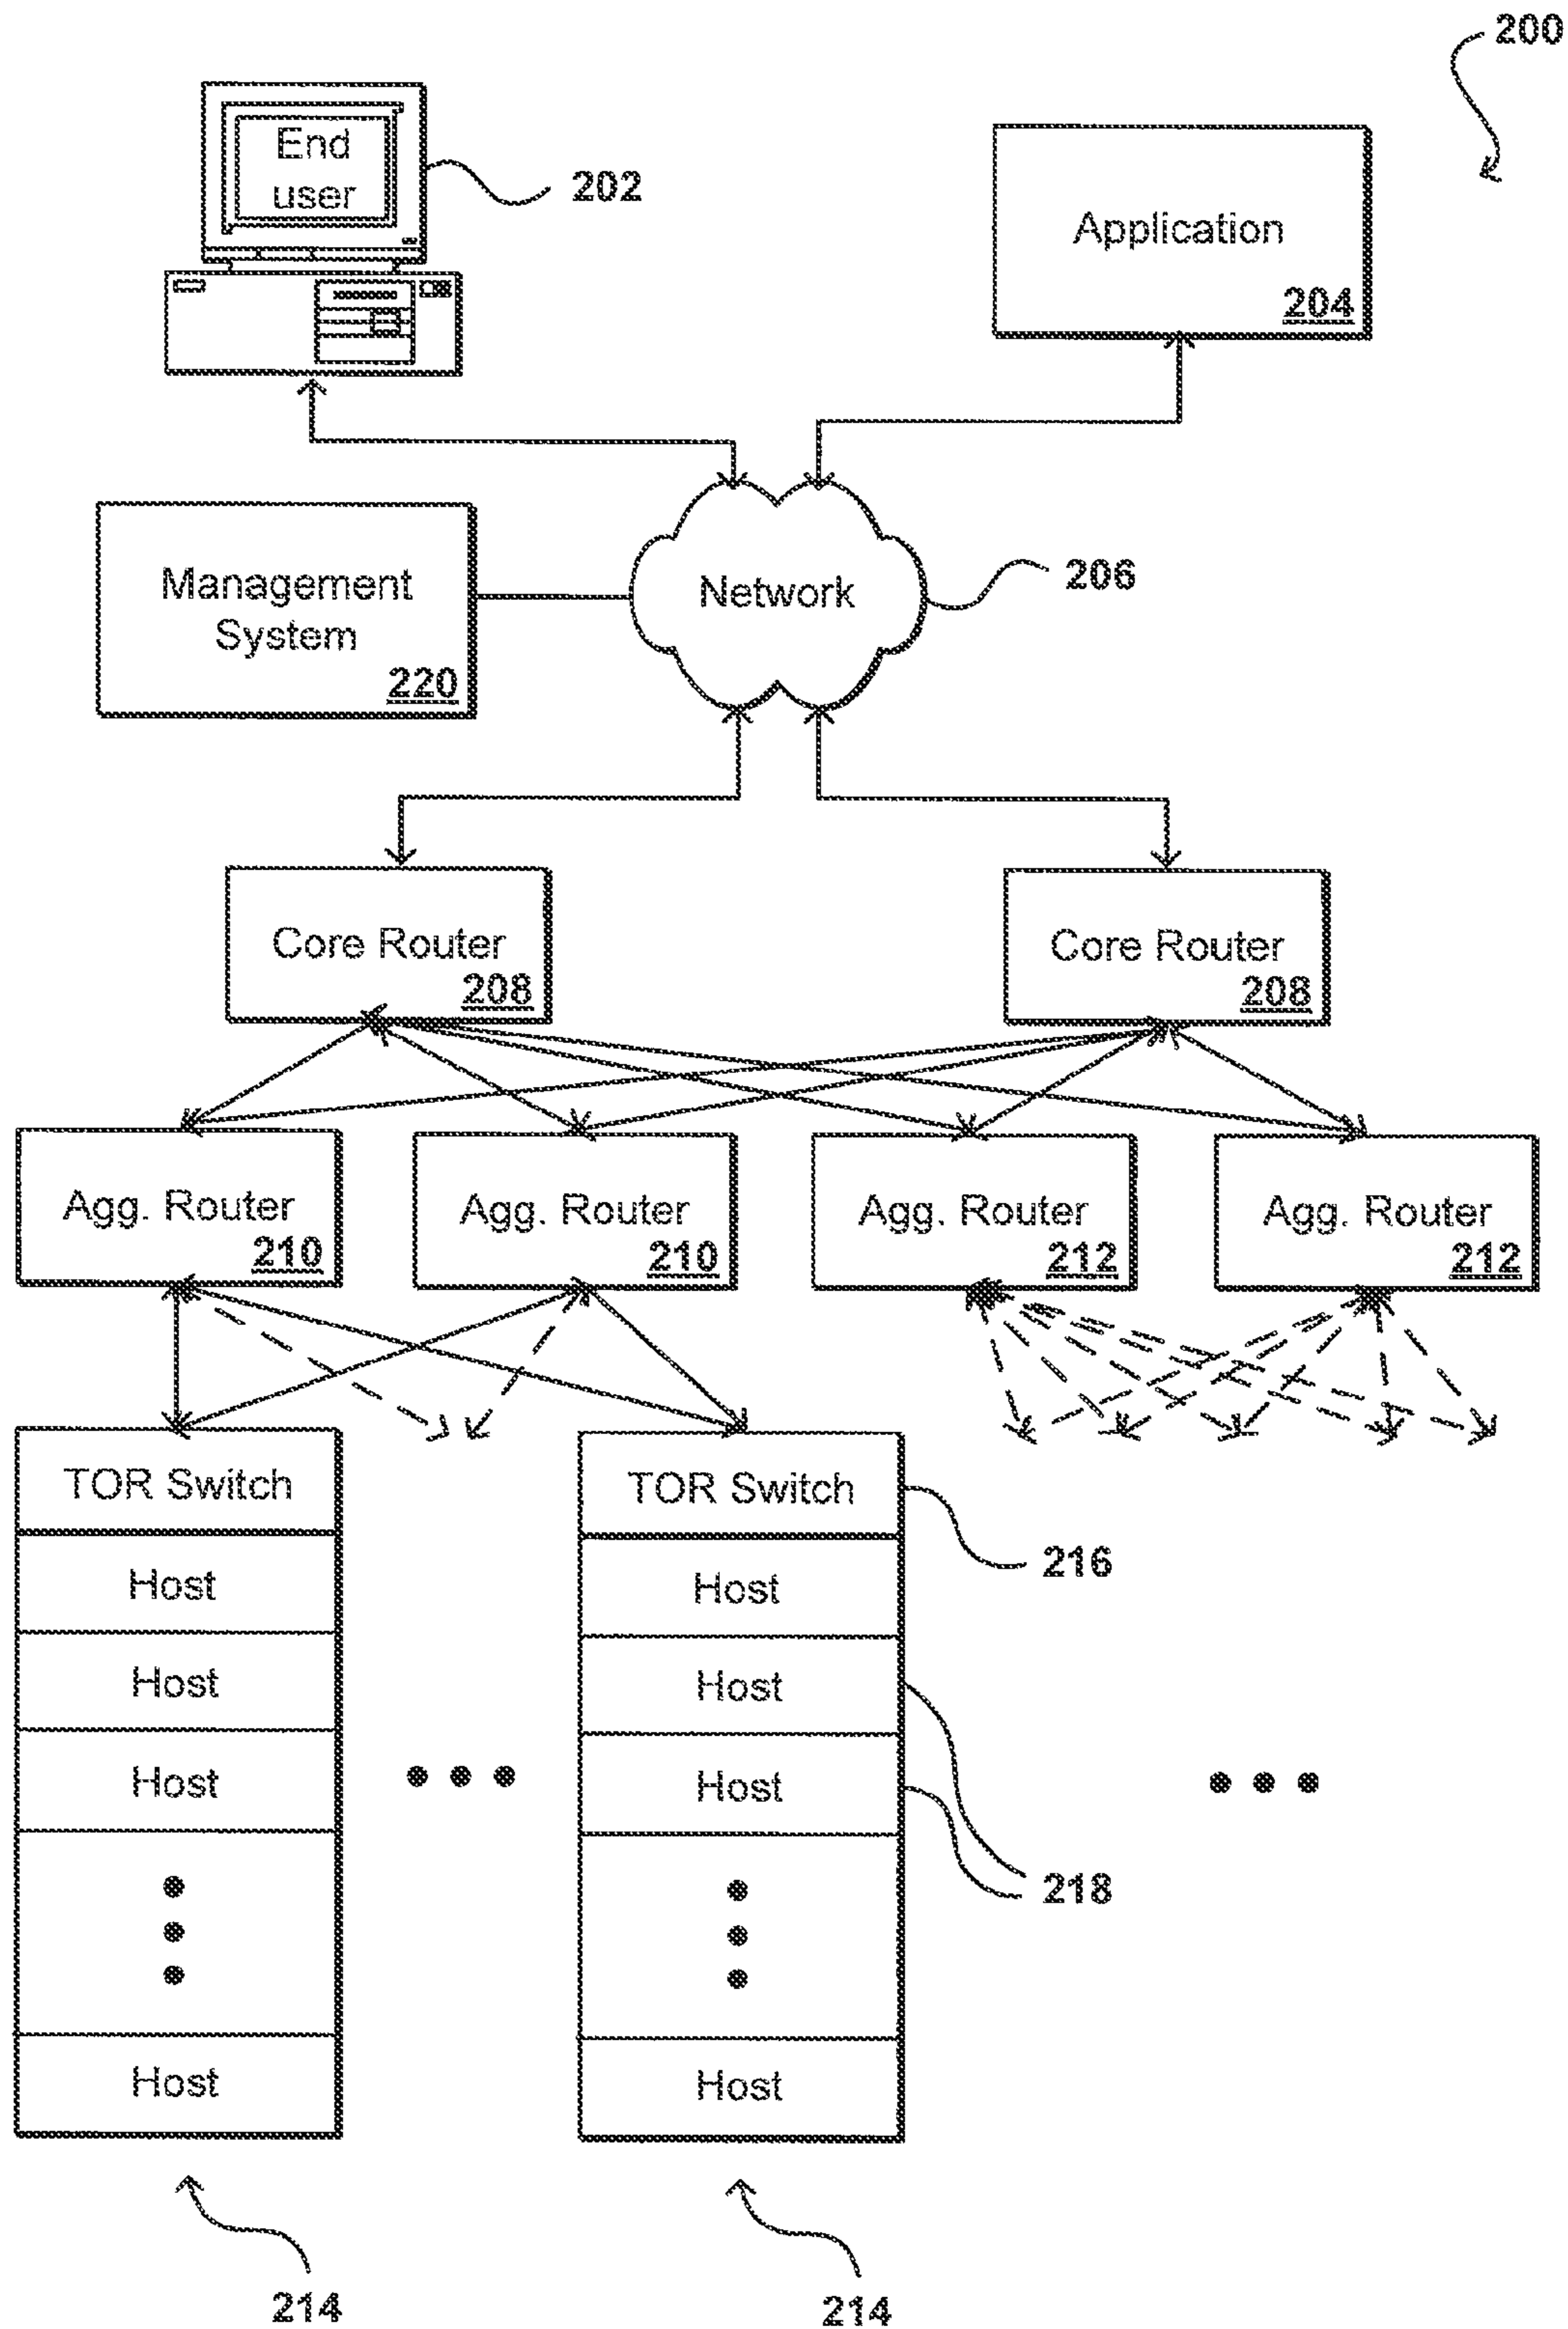 200
End
user
202
Application
204
Management
System
220
Network
206
Core Router
208
Core Router
208
Agg. Router
210
Agg. Router
210
Agg. Router
212
Agg. Router
212
TOR Switch
Host
Host
Host
Host
TOR Switch
216
Host
Host
Host
218
Host
214
214